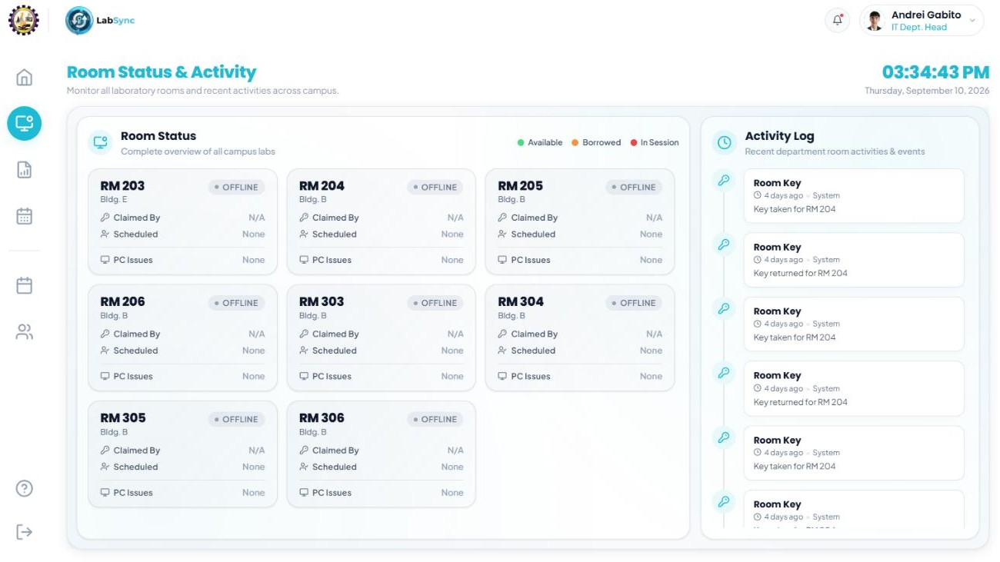 LabSync
Andrei Gabito
IT Dept. Head
Room Status & Activity
Monitor all laboratory rooms and recent activities across campus.
03:34:43 PM
Thursday, September 10, 2026
Room Status
Complete overview of all campus labs
Available
Borrowed
In Session
RM 203
OFFLINE
Bldg. E
Claimed By N/A
Scheduled None
PC Issues None
RM 204
OFFLINE
Bldg. B
Claimed By N/A
Scheduled None
PC Issues None
RM 205
OFFLINE
Bldg. B
Claimed By N/A
Scheduled None
PC Issues None
RM 206
OFFLINE
Bldg. B
Claimed By N/A
Scheduled None
PC Issues None
RM 303
OFFLINE
Bldg. B
Claimed By N/A
Scheduled None
PC Issues None
RM 304
OFFLINE
Bldg. B
Claimed By N/A
Scheduled None
PC Issues None
RM 305
OFFLINE
Bldg. B
Claimed By N/A
Scheduled None
PC Issues None
RM 306
OFFLINE
Bldg. B
Claimed By N/A
Scheduled None
PC Issues None
Activity Log
Recent department room activities & events
Room Key
4 days ago · System
Key taken for RM 204
Room Key
4 days ago · System
Key returned for RM 204
Room Key
4 days ago · System
Key taken for RM 204
Room Key
4 days ago · System
Key returned for RM 204
Room Key
4 days ago · System
Key taken for RM 204
Room Key
4 days ago · System